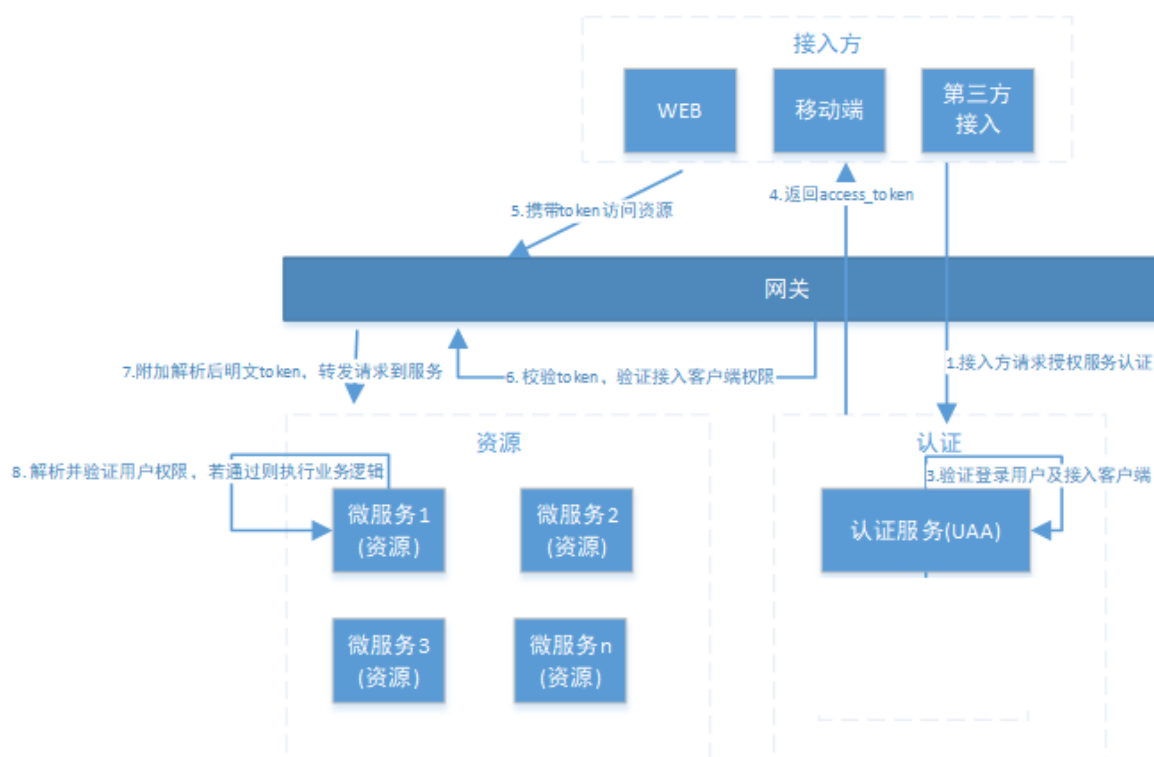 接入方
WEB
移动端
第三方
接入
4.返回access_token
5.携带token访问资源
网关
1.接入方请求授权服务认证
7.附加解析后明文token，转发请求到服务
6.校验token，验证接入客户端权限
资源
认证
8.解析并验证用户权限，若通过则执行业务逻辑
3.验证登录用户及接入客户端
微服务1
(资源)
微服务2
(资源)
认证服务(UAA)
微服务3
(资源)
微服务n
(资源)